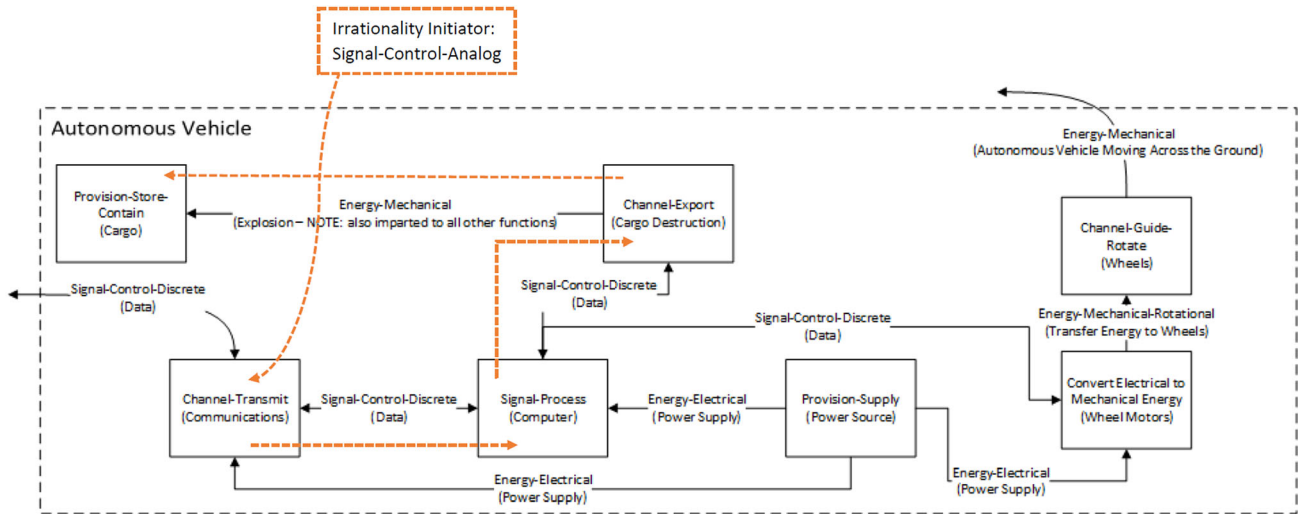 Irrationality Initiator:
Signal-Control-Analog
Autonomous Vehicle
Energy-Mechanical
(Autonomous Vehicle Moving Across the Ground)
Provision-Store-
Contain
(Cargo)
Energy-Mechanical
(Explosion – NOTE: also imparted to all other functions)
Channel-Export
(Cargo Destruction)
Channel-Guide-
Rotate
(Wheels)
Signal-Control-Discrete
(Data)
Signal-Control-Discrete
(Data)
Signal-Control-Discrete
(Data)
Energy-Mechanical-Rotational
(Transfer Energy to Wheels)
Channel-Transmit
(Communications)
Signal-Control-Discrete
(Data)
Signal-Process
(Computer)
Energy-Electrical
(Power Supply)
Provision-Supply
(Power Source)
Convert Electrical to
Mechanical Energy
(Wheel Motors)
Energy-Electrical
(Power Supply)
Energy-Electrical
(Power Supply)